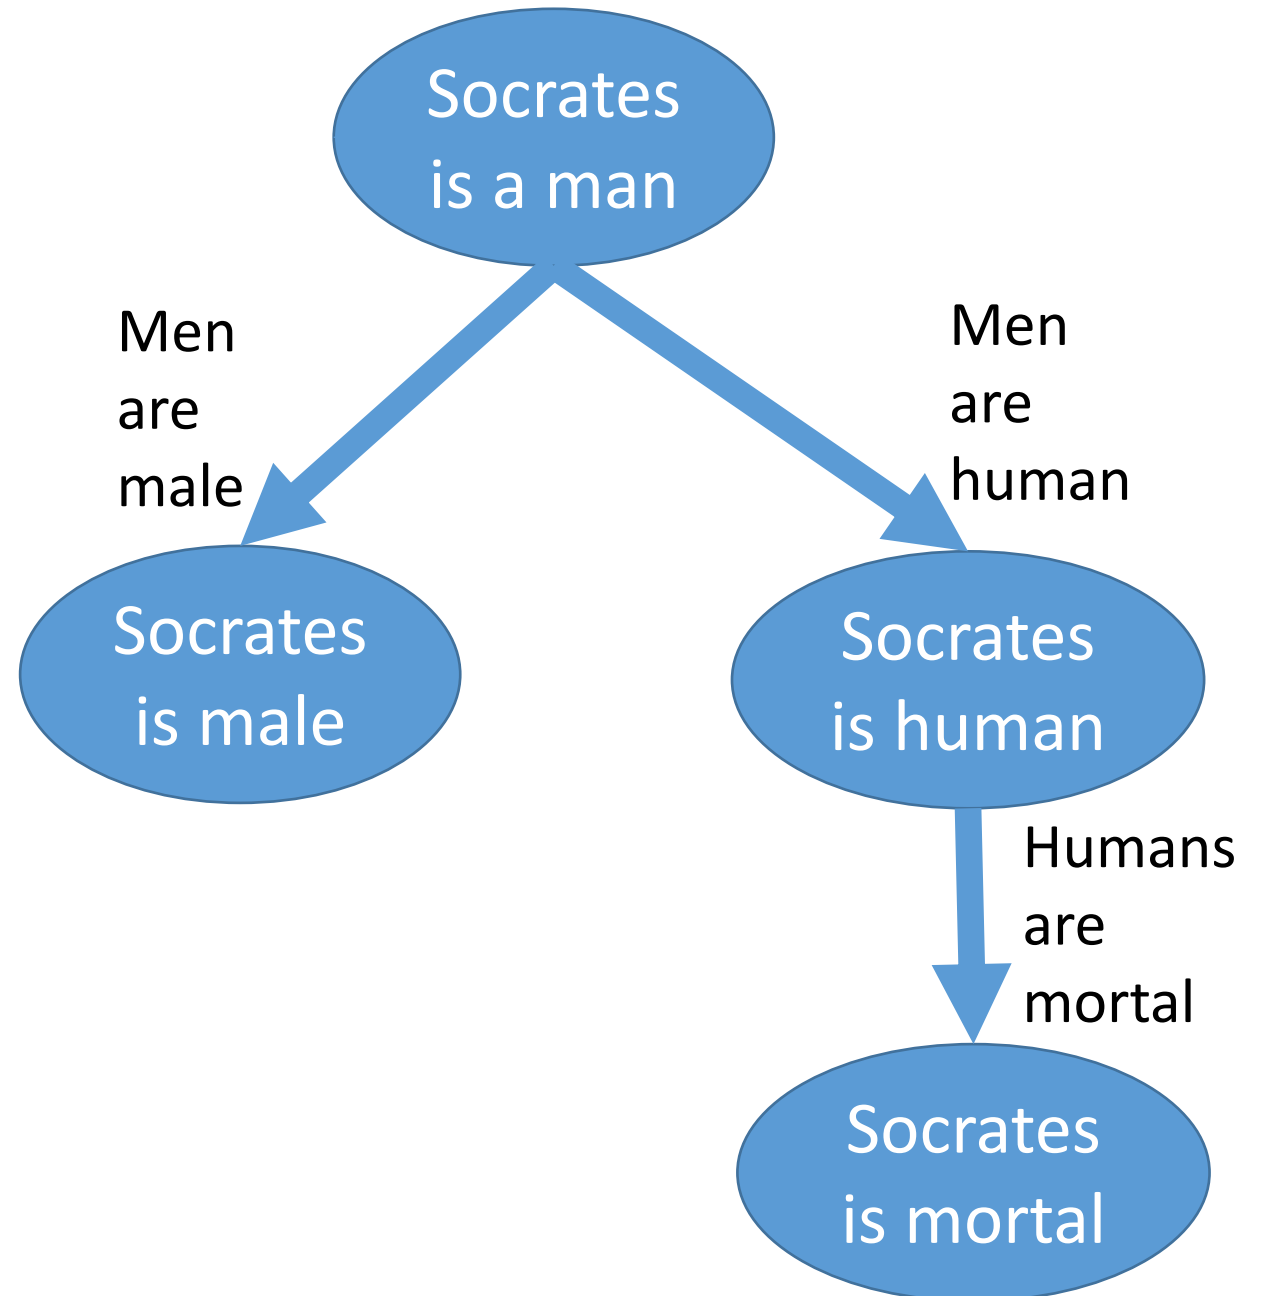 Socrates
is a man
Men
are
male
Men
are
human
Socrates
is male
Socrates
is human
Humans
are
mortal
Socrates
is mortal